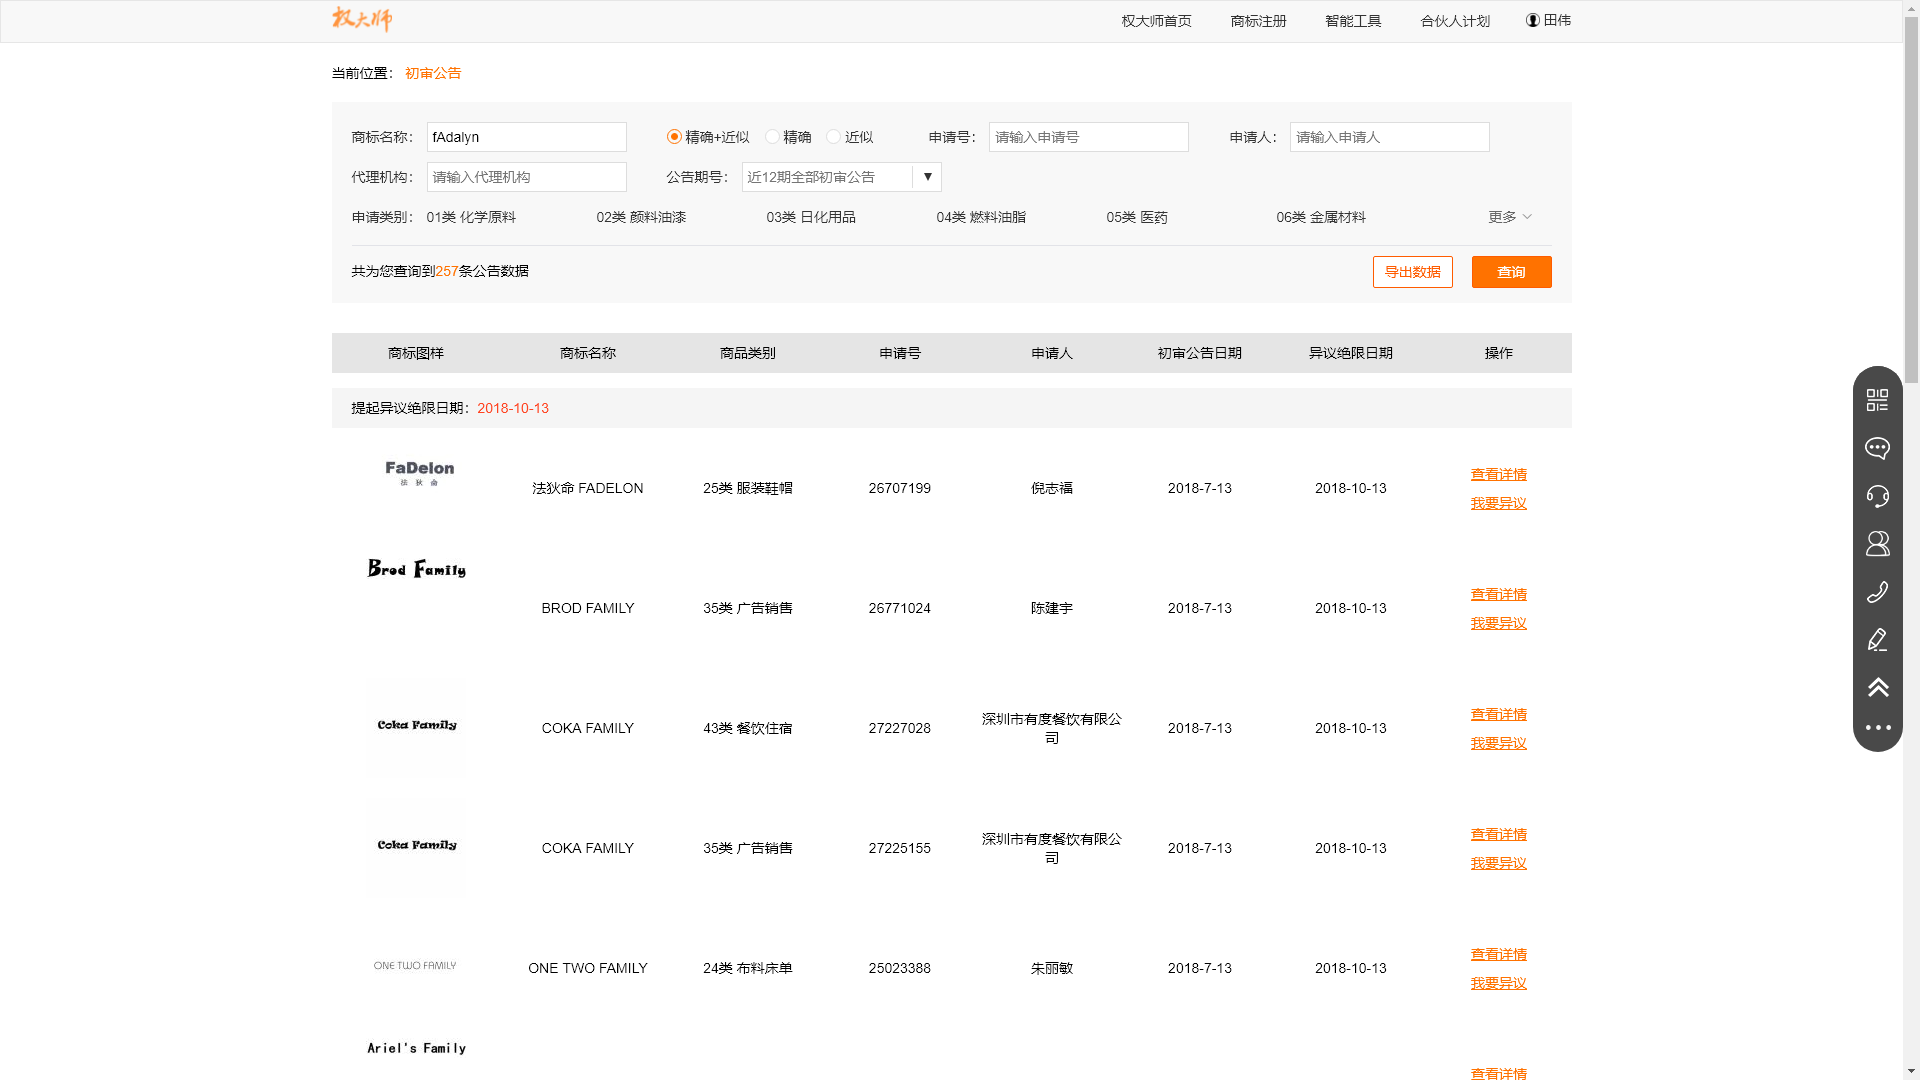 权大师 权大师首页 商标注册 智能工具 合伙人计划 田伟
当前位置： 初审公告
商标名称： fAdalyn 精确+近似 精确 近似 申请号： 请输入申请号 申请人： 请输入申请人
代理机构： 请输入代理机构 公告期号： 近12期全部初审公告 ▼
申请类别： 01类 化学原料 02类 颜料油漆 03类 日化用品 04类 燃料油脂 05类 医药 06类 金属材料 更多
共为您查询到257条公告数据 导出数据 查询
商标图样 商标名称 商品类别 申请号 申请人 初审公告日期 异议绝限日期 操作
提起异议绝限日期：2018-10-13
FaDelon
法 狄 命
法狄命 FADELON 25类 服装鞋帽 26707199 倪志福 2018-7-13 2018-10-13 查看详情
我要异议
Brod Family
BROD FAMILY 35类 广告销售 26771024 陈建宇 2018-7-13 2018-10-13 查看详情
我要异议
Coka Family COKA FAMILY 43类 餐饮住宿 27227028 深圳市有度餐饮有限公
司 2018-7-13 2018-10-13 查看详情
我要异议
Coka Family COKA FAMILY 35类 广告销售 27225155 深圳市有度餐饮有限公
司 2018-7-13 2018-10-13 查看详情
我要异议
ONE TWO FAMILY ONE TWO FAMILY 24类 布料床单 25023388 朱丽敏 2018-7-13 2018-10-13 查看详情
我要异议
Ariel's Family
查看详情